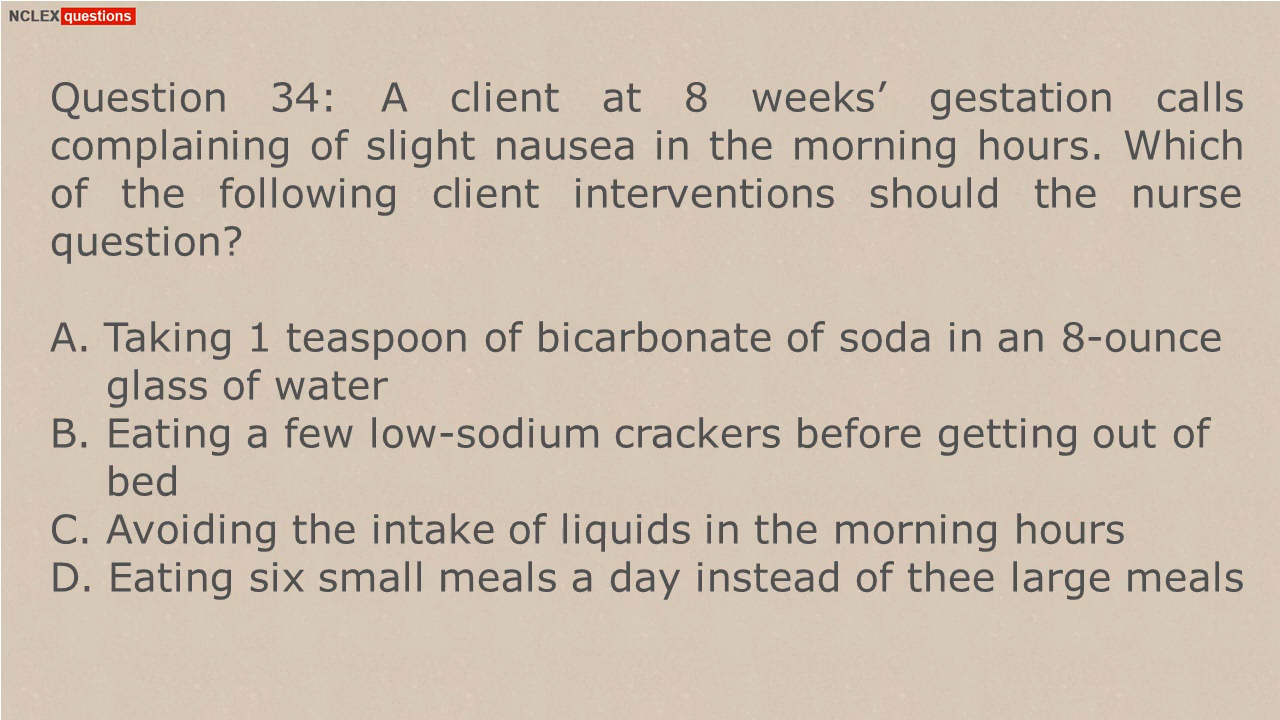 NCLEX questions
Question 34: A client at 8 weeks’ gestation calls
complaining of slight nausea in the morning hours. Which
of the following client interventions should the nurse
question?
A. Taking 1 teaspoon of bicarbonate of soda in an 8-ounce
glass of water
B. Eating a few low-sodium crackers before getting out of
bed
C. Avoiding the intake of liquids in the morning hours
D. Eating six small meals a day instead of thee large meals